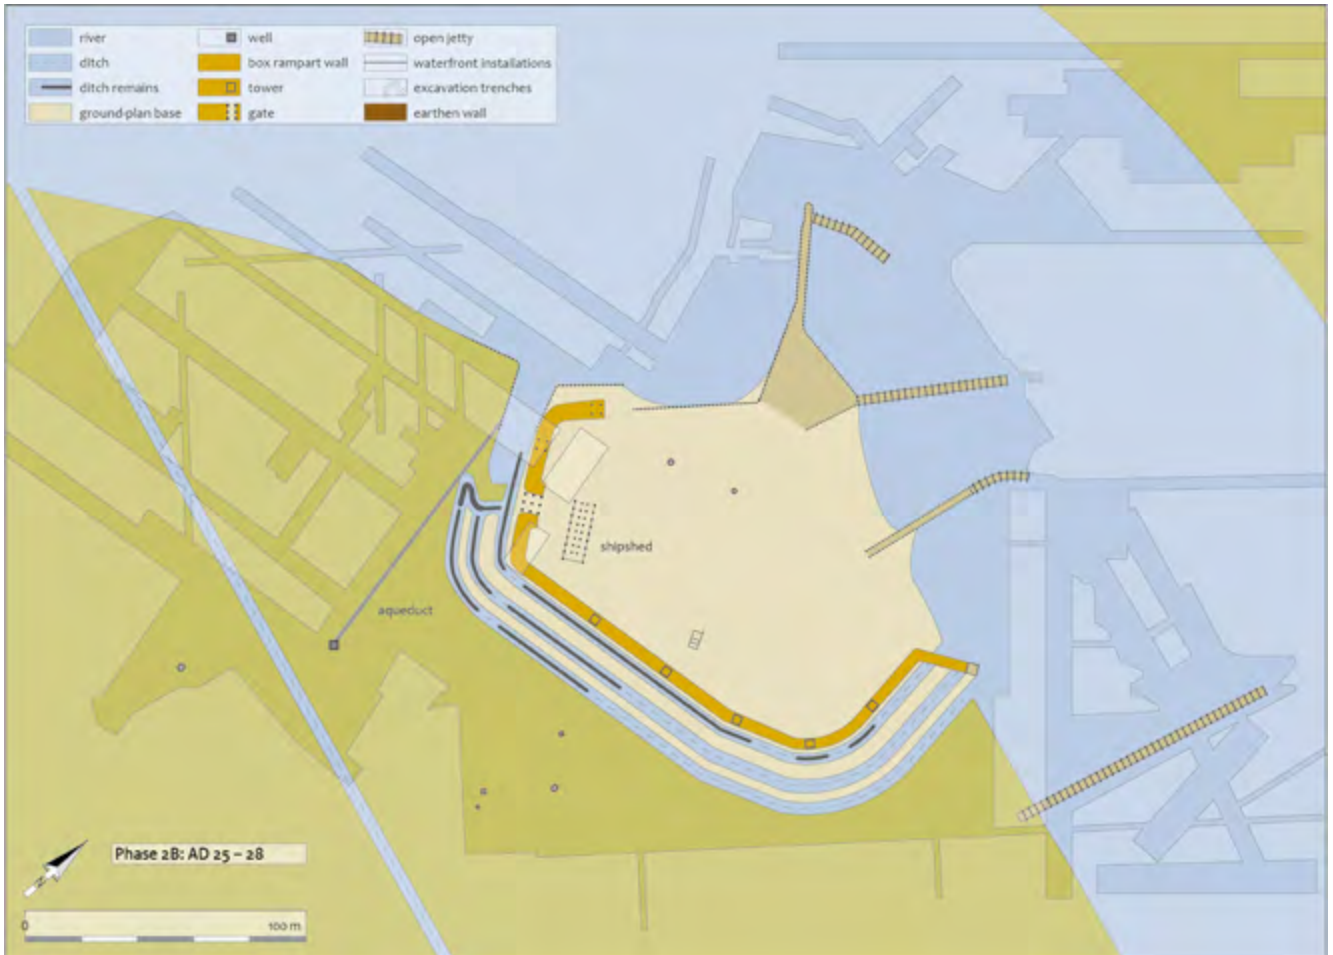 river
well
open jetty
ditch
box rampart wall
waterfront installations
ditch remains
tower
excavation trenches
ground-plan base
gate
earthen wall
shipshed
aqueduct
Phase 2B: AD 25 – 28
0
100 m